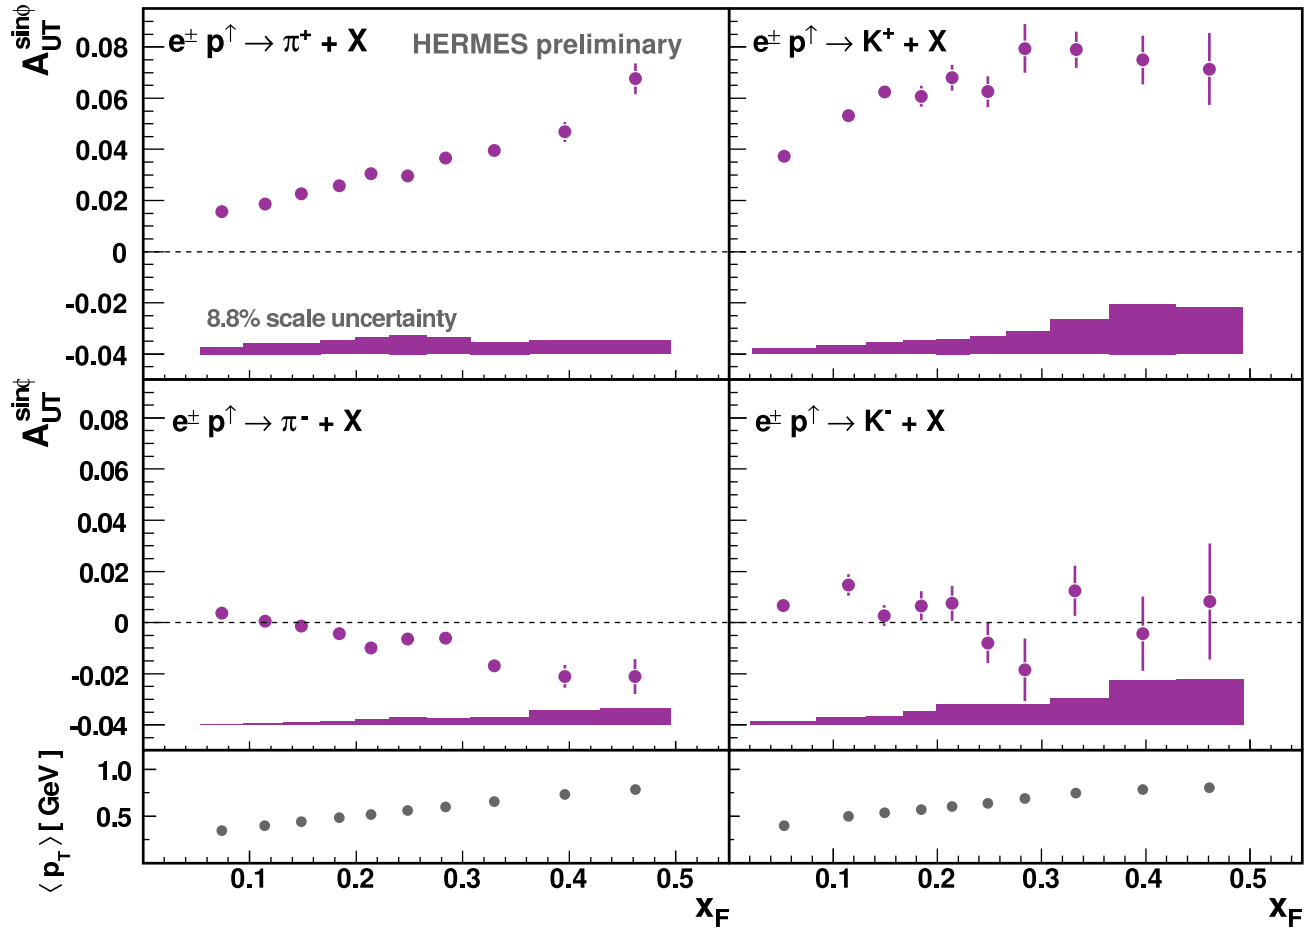 A_UT^sinϕ
e± p↑ → π+ + X
HERMES preliminary
e± p↑ → K+ + X
0.08
0.06
0.04
0.02
0
-0.02
-0.04
8.8% scale uncertainty
A_UT^sinϕ
e± p↑ → π- + X
e± p↑ → K- + X
0.08
0.06
0.04
0.02
0
-0.02
-0.04
⟨ p_T ⟩ [ GeV ]
1.0
0.5
0.1 0.2 0.3 0.4 0.5
0.1 0.2 0.3 0.4 0.5
x_F
x_F